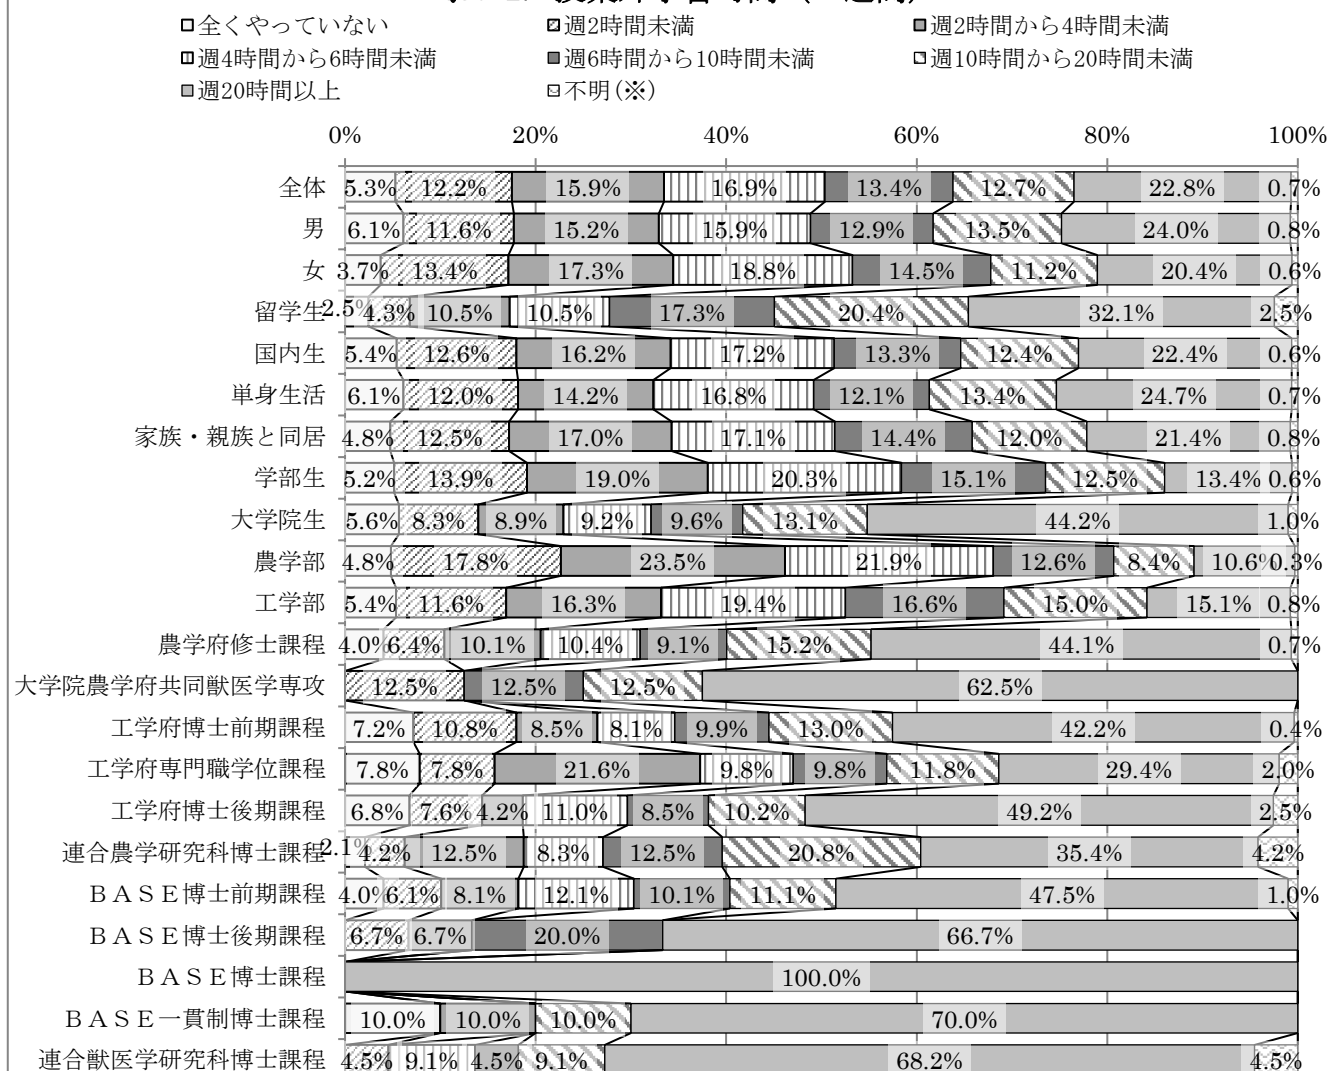 □全くやっていない ▨週2時間未満 ■週2時間から4時間未満
週4時間から6時間未満 ■週6時間から10時間未満 週10時間から20時間未満
週20時間以上 不明(※)
0% 20% 40% 60% 80% 100%
全体 5.3% 12.2% 15.9% 16.9% 13.4% 12.7% 22.8% 0.7%
男 6.1% 11.6% 15.2% 15.9% 12.9% 13.5% 24.0% 0.8%
女 3.7% 13.4% 17.3% 18.8% 14.5% 11.2% 20.4% 0.6%
留学生 2.5% 4.3% 10.5% 10.5% 17.3% 20.4% 32.1% 2.5%
国内生 5.4% 12.6% 16.2% 17.2% 13.3% 12.4% 22.4% 0.6%
単身生活 6.1% 12.0% 14.2% 16.8% 12.1% 13.4% 24.7% 0.7%
家族・親族と同居 4.8% 12.5% 17.0% 17.1% 14.4% 12.0% 21.4% 0.8%
学部生 5.2% 13.9% 19.0% 20.3% 15.1% 12.5% 13.4% 0.6%
大学院生 5.6% 8.3% 8.9% 9.2% 9.6% 13.1% 44.2% 1.0%
農学部 4.8% 17.8% 23.5% 21.9% 12.6% 8.4% 10.6% 0.3%
工学部 5.4% 11.6% 16.3% 19.4% 16.6% 15.0% 15.1% 0.8%
農学府修士課程 4.0% 6.4% 10.1% 10.4% 9.1% 15.2% 44.1% 0.7%
大学院農学府共同獣医学専攻 12.5% 12.5% 12.5% 62.5%
工学府博士前期課程 7.2% 10.8% 8.5% 8.1% 9.9% 13.0% 42.2% 0.4%
工学府専門職学位課程 7.8% 7.8% 21.6% 9.8% 9.8% 11.8% 29.4% 2.0%
工学府博士後期課程 6.8% 7.6% 4.2% 11.0% 8.5% 10.2% 49.2% 2.5%
連合農学研究科博士課程 2.1% 4.2% 12.5% 8.3% 12.5% 20.8% 35.4% 4.2%
ＢＡＳＥ博士前期課程 4.0% 6.1% 8.1% 12.1% 10.1% 11.1% 47.5% 1.0%
ＢＡＳＥ博士後期課程 6.7% 6.7% 20.0% 66.7%
ＢＡＳＥ博士課程 100.0%
ＢＡＳＥ一貫制博士課程 10.0% 10.0% 10.0% 70.0%
連合獣医学研究科博士課程 4.5% 9.1% 4.5% 9.1% 68.2% 4.5%